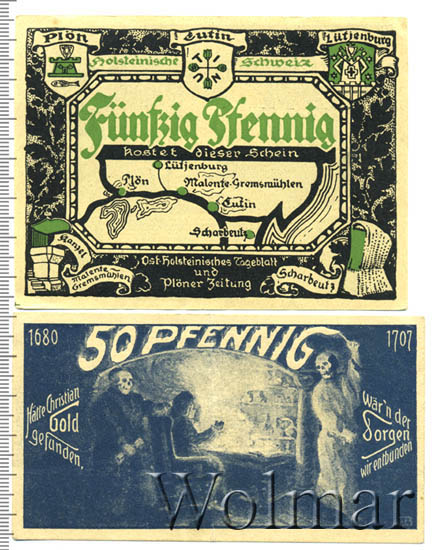 Plön
Eutin
Lütjenburg
Holsteinische Schweiz
Fünfzig Pfennig
kostet dieser Schein
Lütjenburg
Plön
Malente-Gremsmühlen
Eutin
Scharbeutz
Ost-Holsteinisches Tageblatt
und
Plöner Zeitung
Malente-
Gremsmühlen
Scharbeutz
1680
50 PFENNIG
1707
Hätte Christian
Gold
gefunden,
Wär'n der
Sorgen
wir entbunden
Wolmar